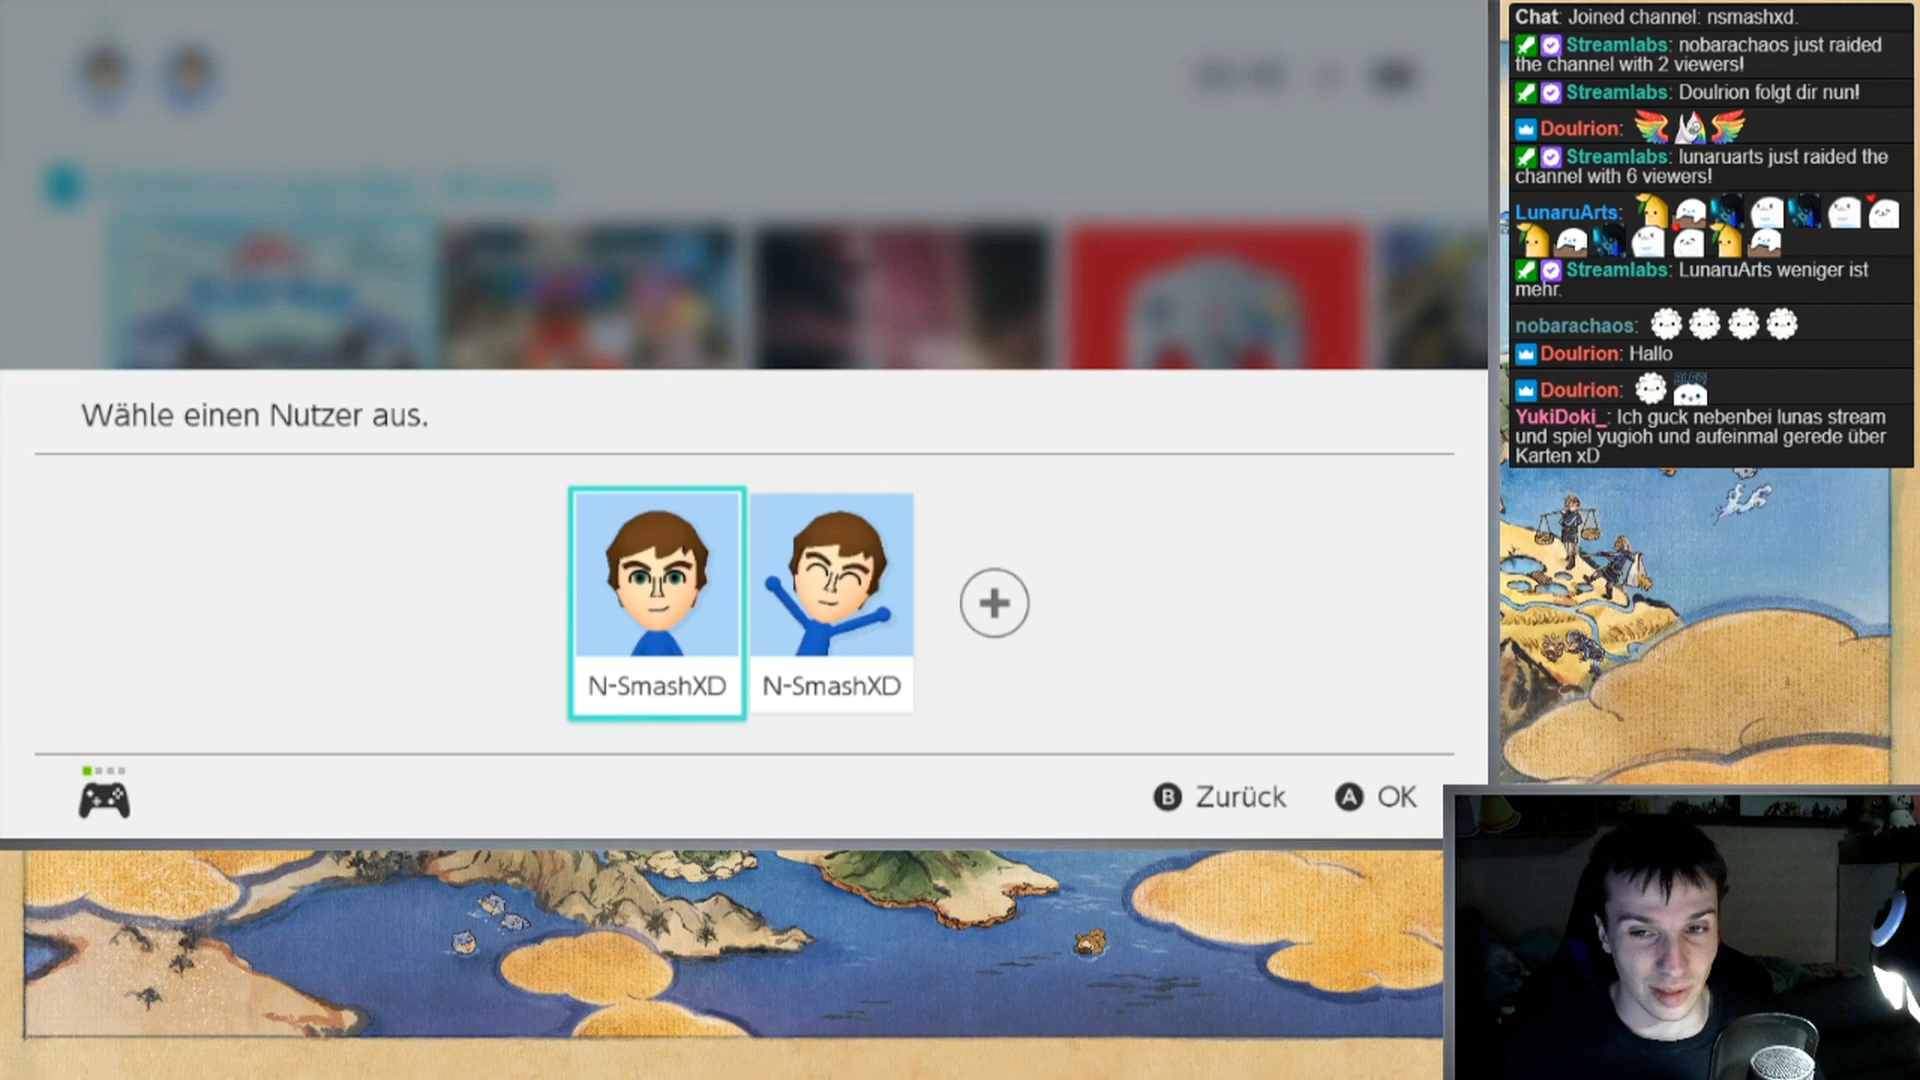 Wähle einen Nutzer aus.
N-SmashXD
N-SmashXD
B Zurück
A OK
Chat: Joined channel: nsmashxd.
Streamlabs: nobarachaos just raided
the channel with 2 viewers!
Streamlabs: Doulrion folgt dir nun!
Doulrion:
Streamlabs: lunaruarts just raided the
channel with 6 viewers!
LunaruArts:
Streamlabs: LunaruArts weniger ist
mehr.
nobarachaos:
Doulrion: Hallo
Doulrion:
YukiDoki_: Ich guck nebenbei lunas stream
und spiel yugioh und aufeinmal gerede über
Karten xD